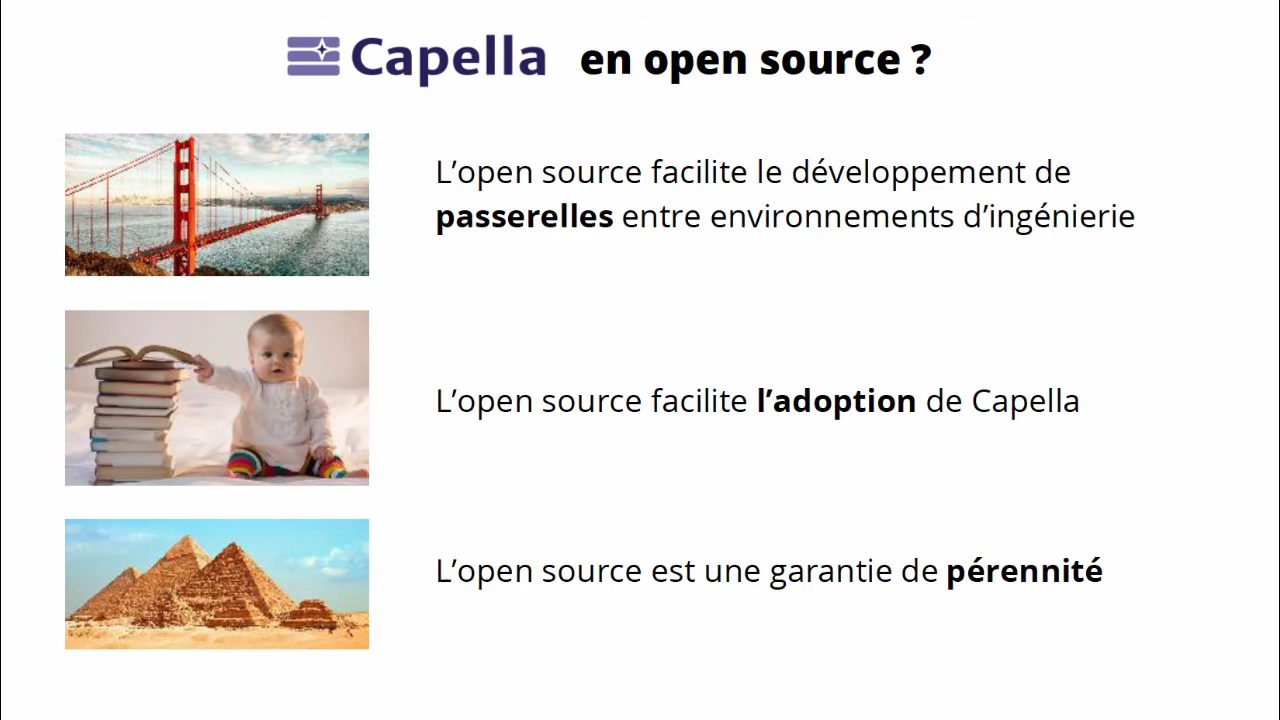 Capella en open source ?
L’open source facilite le développement de
passerelles entre environnements d’ingénierie
L’open source facilite l’adoption de Capella
L’open source est une garantie de pérennité